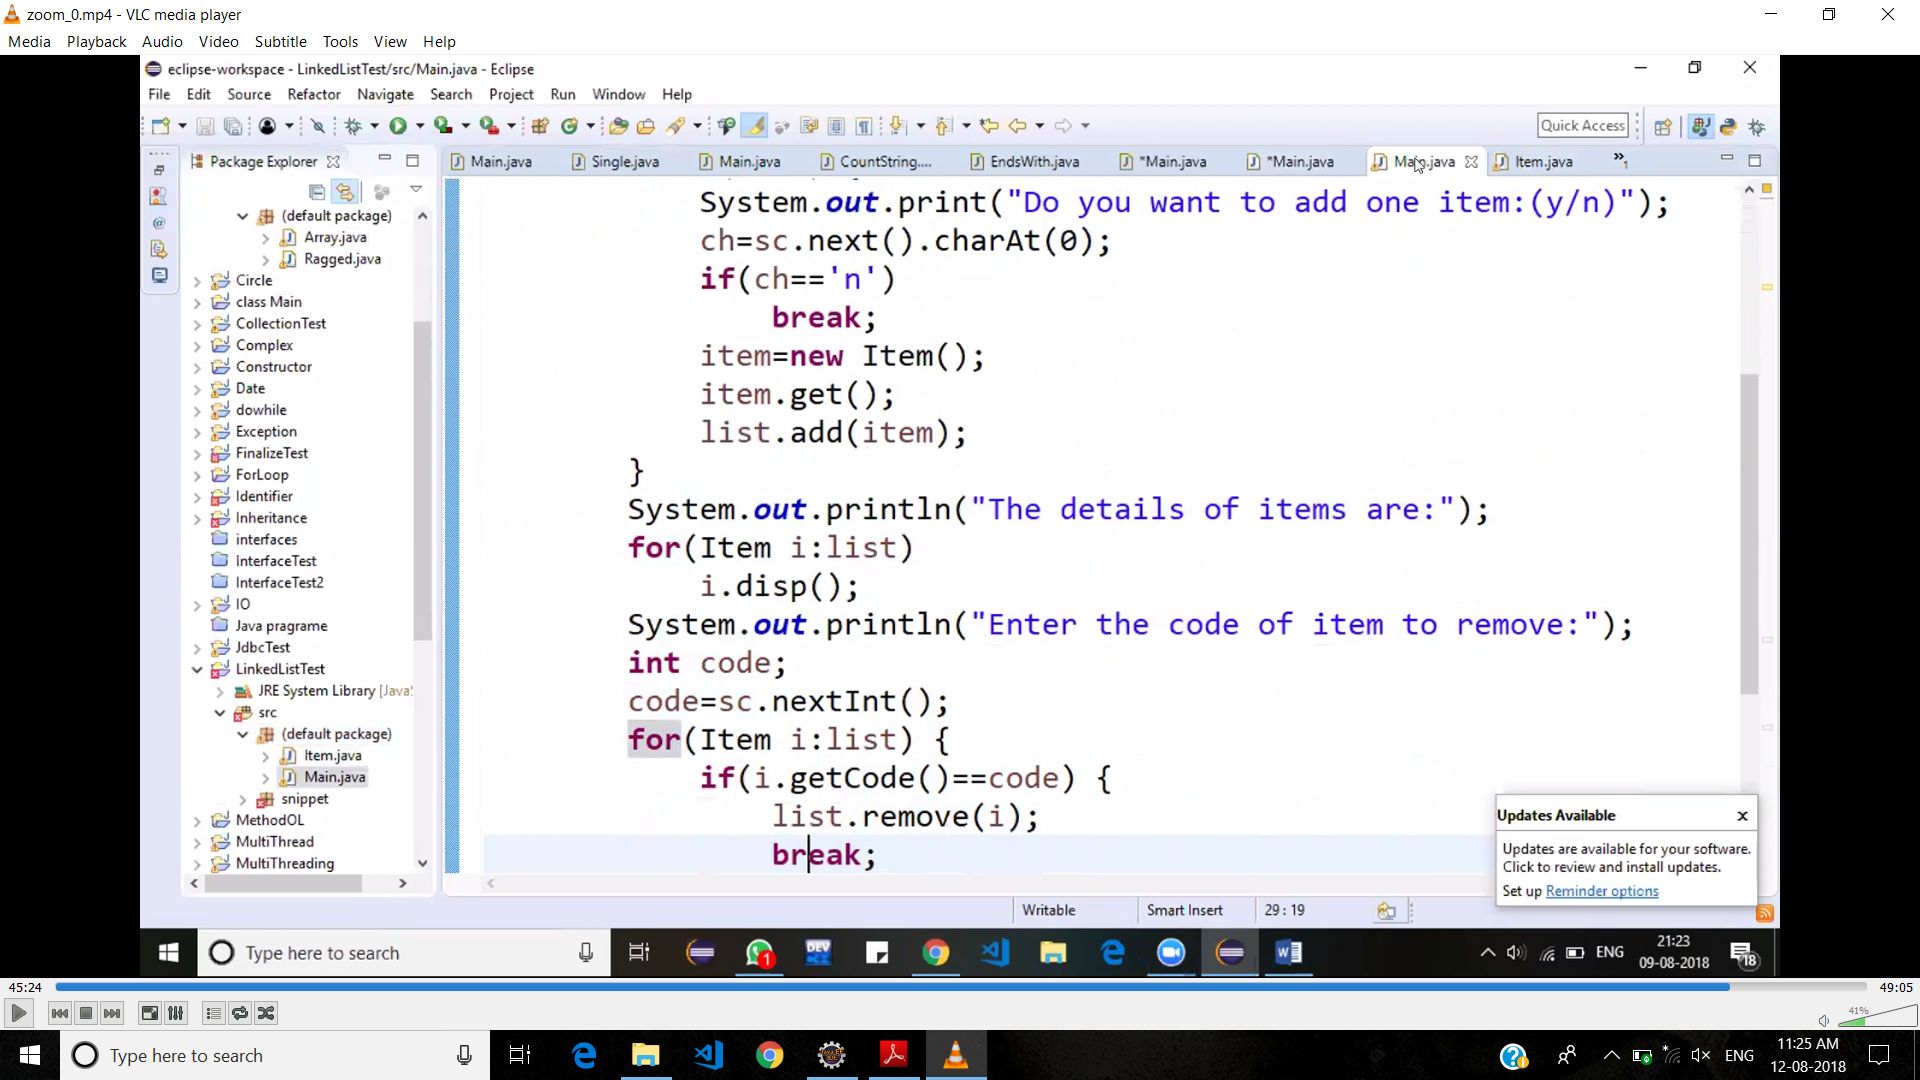 zoom_0.mp4 - VLC media player
Media Playback Audio Video Subtitle Tools View Help
eclipse-workspace - LinkedListTest/src/Main.java - Eclipse
File Edit Source Refactor Navigate Search Project Run Window Help
Quick Access
Package Explorer
Main.java Single.java Main.java CountString.... EndsWith.java *Main.java *Main.java Main.java Item.java »1
(default package)
Array.java
Ragged.java
Circle
class Main
CollectionTest
Complex
Constructor
Date
dowhile
Exception
FinalizeTest
ForLoop
Identifier
Inheritance
interfaces
InterfaceTest
InterfaceTest2
IO
Java pragrame
JdbcTest
LinkedListTest
JRE System Library [Java
src
(default package)
Item.java
Main.java
snippet
MethodOL
MultiThread
MultiThreading
System.out.print("Do you want to add one item:(y/n)");
ch=sc.next().charAt(0);
if(ch=='n')
break;
item=new Item();
item.get();
list.add(item);
}
System.out.println("The details of items are:");
for(Item i:list)
i.disp();
System.out.println("Enter the code of item to remove:");
int code;
code=sc.nextInt();
for(Item i:list) {
if(i.getCode()==code) {
list.remove(i);
break;
Updates Available
Updates are available for your software.
Click to review and install updates.
Set up Reminder options
Writable Smart Insert 29 : 19
Type here to search
1
DEV
ENG
21:23
09-08-2018
18
45:24
49:05
41%
Type here to search
ENG
11:25 AM
12-08-2018